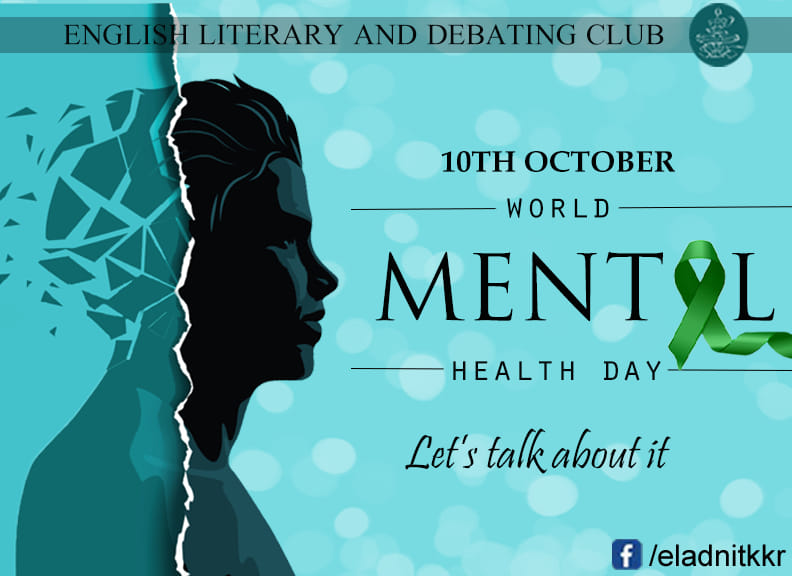 ENGLISH LITERARY AND DEBATING CLUB
10TH OCTOBER
WORLD
MENTAL
HEALTH DAY
Let's talk about it
/eladnitkkr